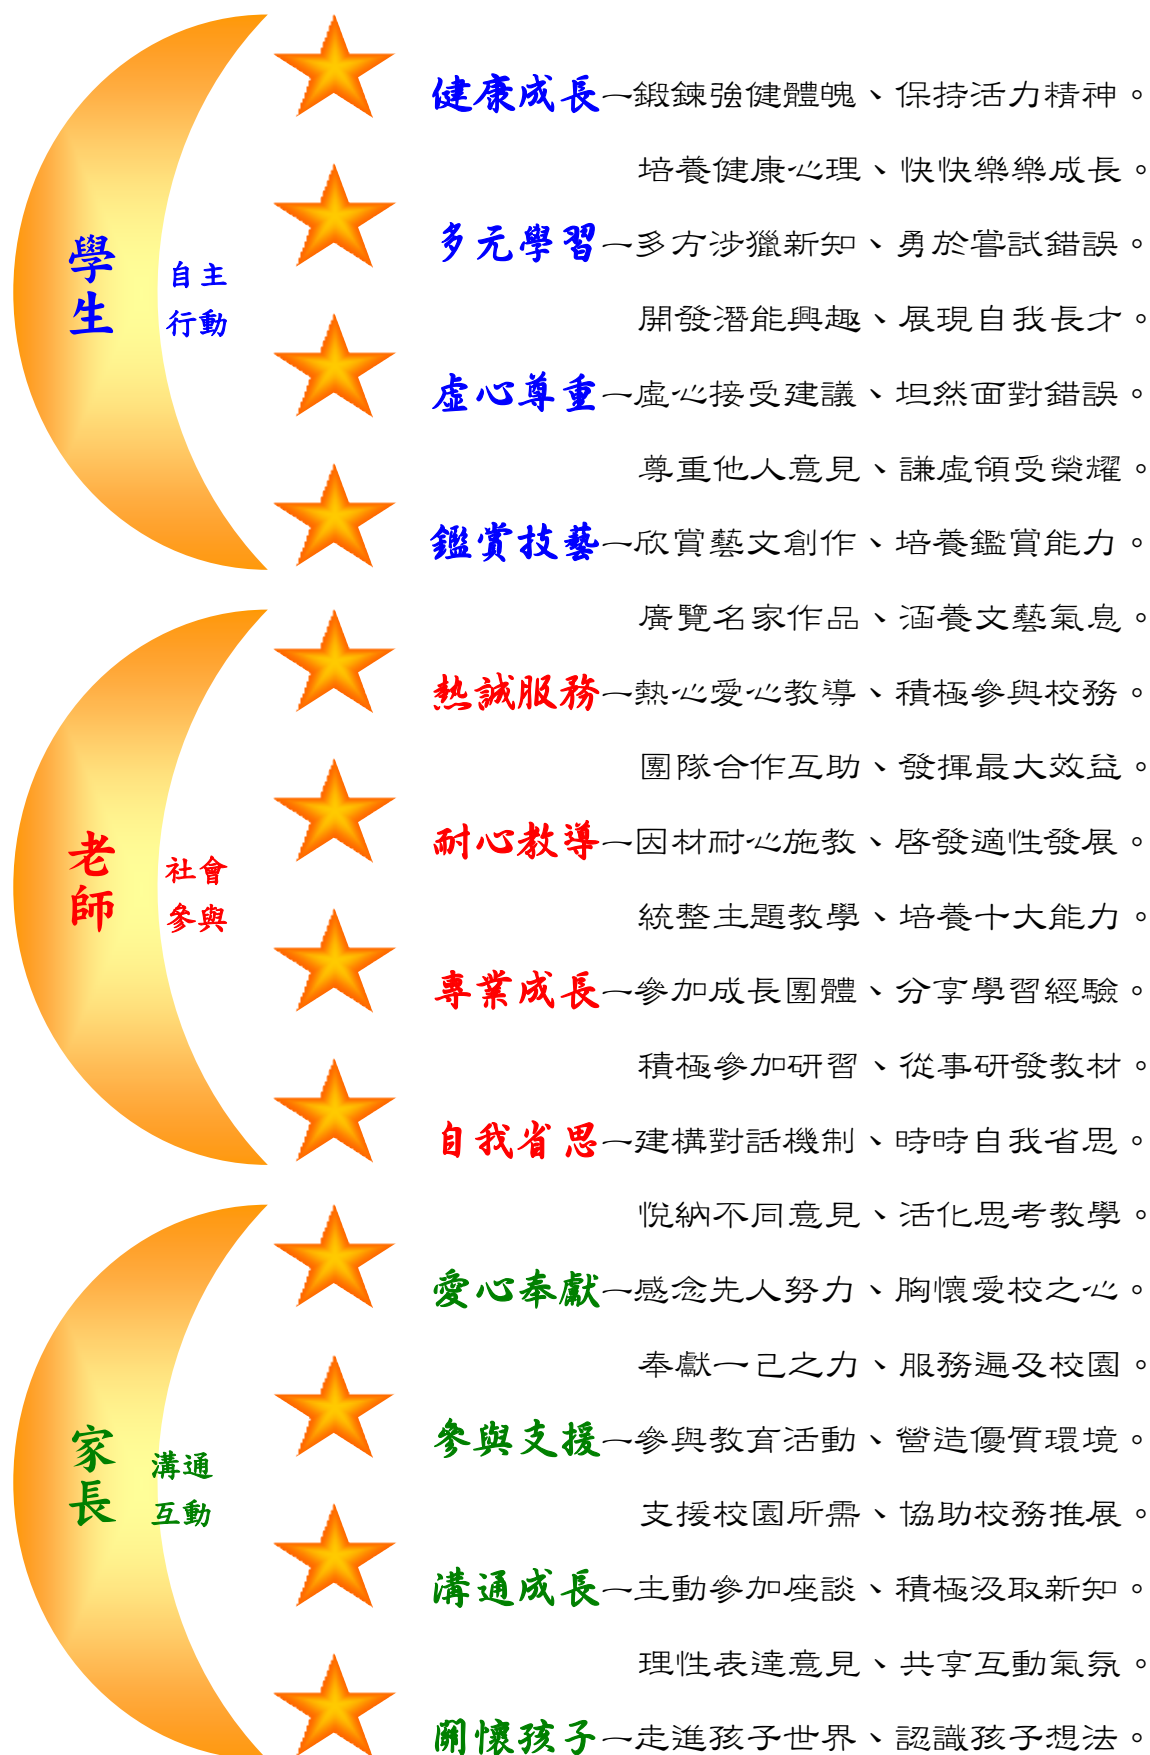 學生
自主
行動
健康成長—鍛鍊強健體魄、保持活力精神。
培養健康心理、快快樂樂成長。
多元學習—多方涉獵新知、勇於嘗試錯誤。
開發潛能興趣、展現自我長才。
虛心尊重—虛心接受建議、坦然面對錯誤。
尊重他人意見、謙虛領受榮耀。
鑑賞技藝—欣賞藝文創作、培養鑑賞能力。
廣覽名家作品、涵養文藝氣息。
老師
社會
參與
熱誠服務—熱心愛心教導、積極參與校務。
團隊合作互助、發揮最大效益。
耐心教導—因材耐心施教、啟發適性發展。
統整主題教學、培養十大能力。
專業成長—參加成長團體、分享學習經驗。
積極參加研習、從事研發教材。
自我省思—建構對話機制、時時自我省思。
悅納不同意見、活化思考教學。
家長
溝通
互動
愛心奉獻—感念先人努力、胸懷愛校之心。
奉獻一己之力、服務遍及校園。
參與支援—參與教育活動、營造優質環境。
支援校園所需、協助校務推展。
溝通成長—主動參加座談、積極汲取新知。
理性表達意見、共享互動氣氛。
關懷孩子—走進孩子世界、認識孩子想法。